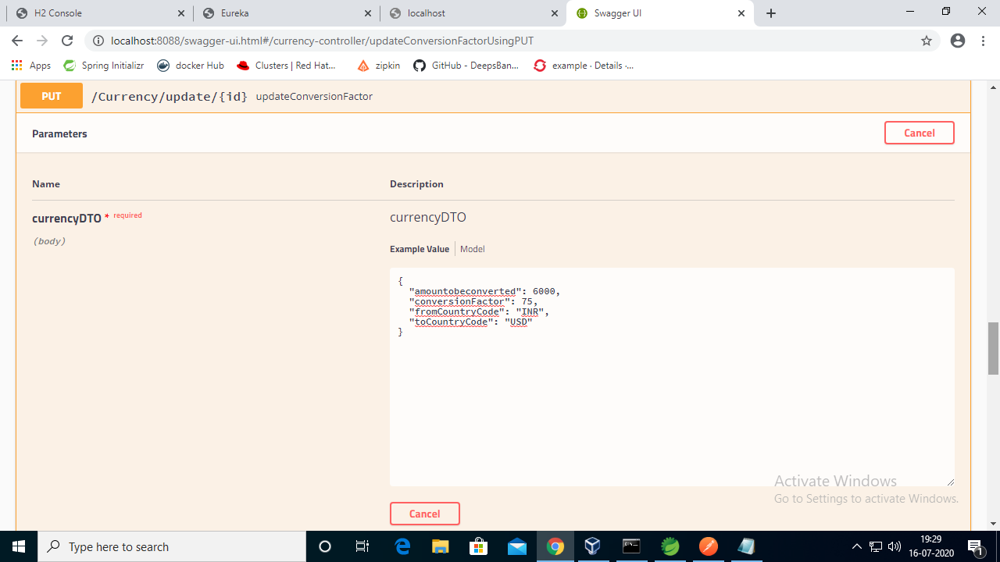 H2 Console
Eureka
localhost
Swagger UI
localhost:8088/swagger-ui.html#/currency-controller/updateConversionFactorUsingPUT
Apps
Spring Initializr
docker Hub
Clusters | Red Hat...
zipkin
GitHub - DeepsBan...
example · Details ·...
PUT /Currency/update/{id} updateConversionFactor
Parameters
Cancel
Name
Description
currencyDTO * required
(body)
currencyDTO
Example Value
Model
{
"amountobeconverted": 6000,
"conversionFactor": 75,
"fromCountryCode": "INR",
"toCountryCode": "USD"
}
Cancel
Activate Windows
Go to Settings to activate Windows.
Type here to search
19:29
16-07-2020
1